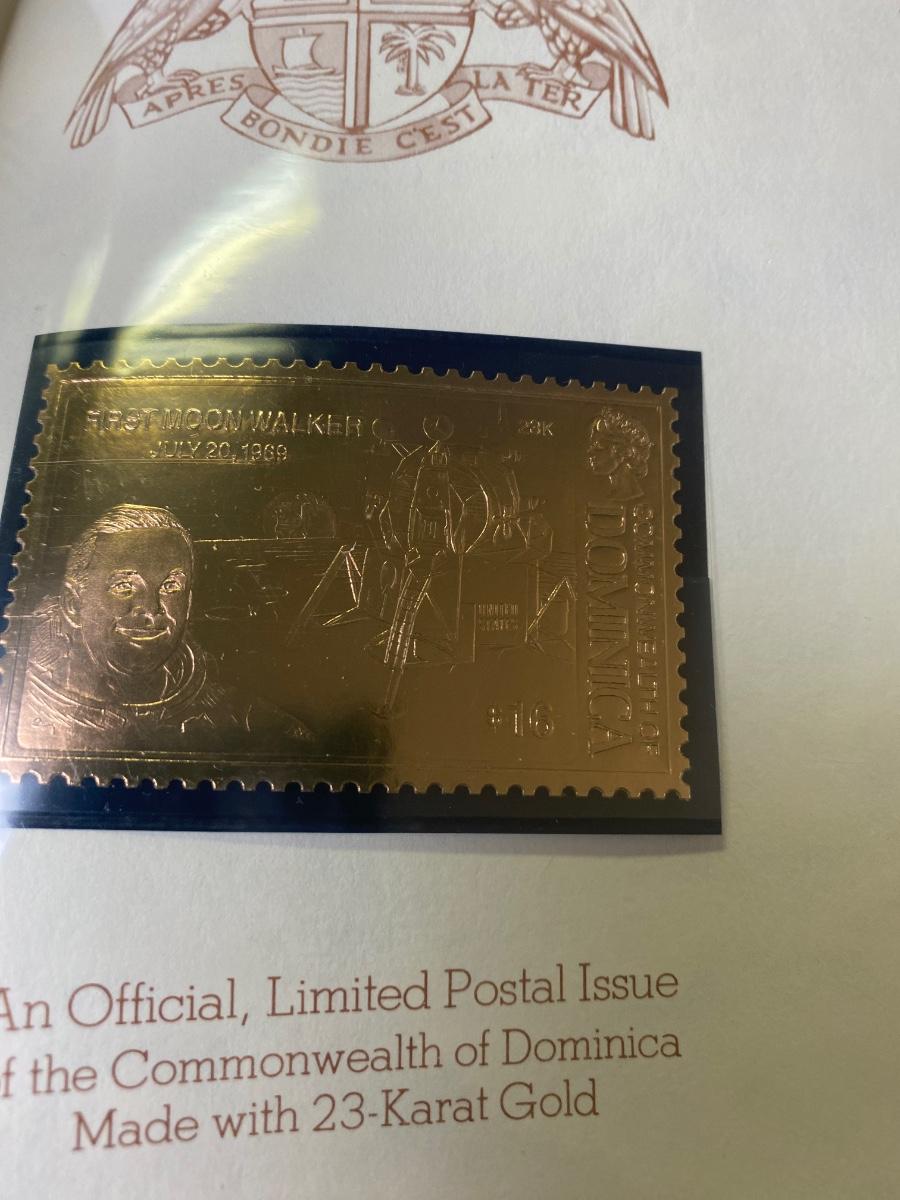 APRES
BONDIE C'EST
LA TER
FIRST MOON WALKER
JULY 20, 1969
23K
COMMONWEALTH OF
DOMINICA
UNITED
STATES
$16
An Official, Limited Postal Issue
of the Commonwealth of Dominica
Made with 23-Karat Gold